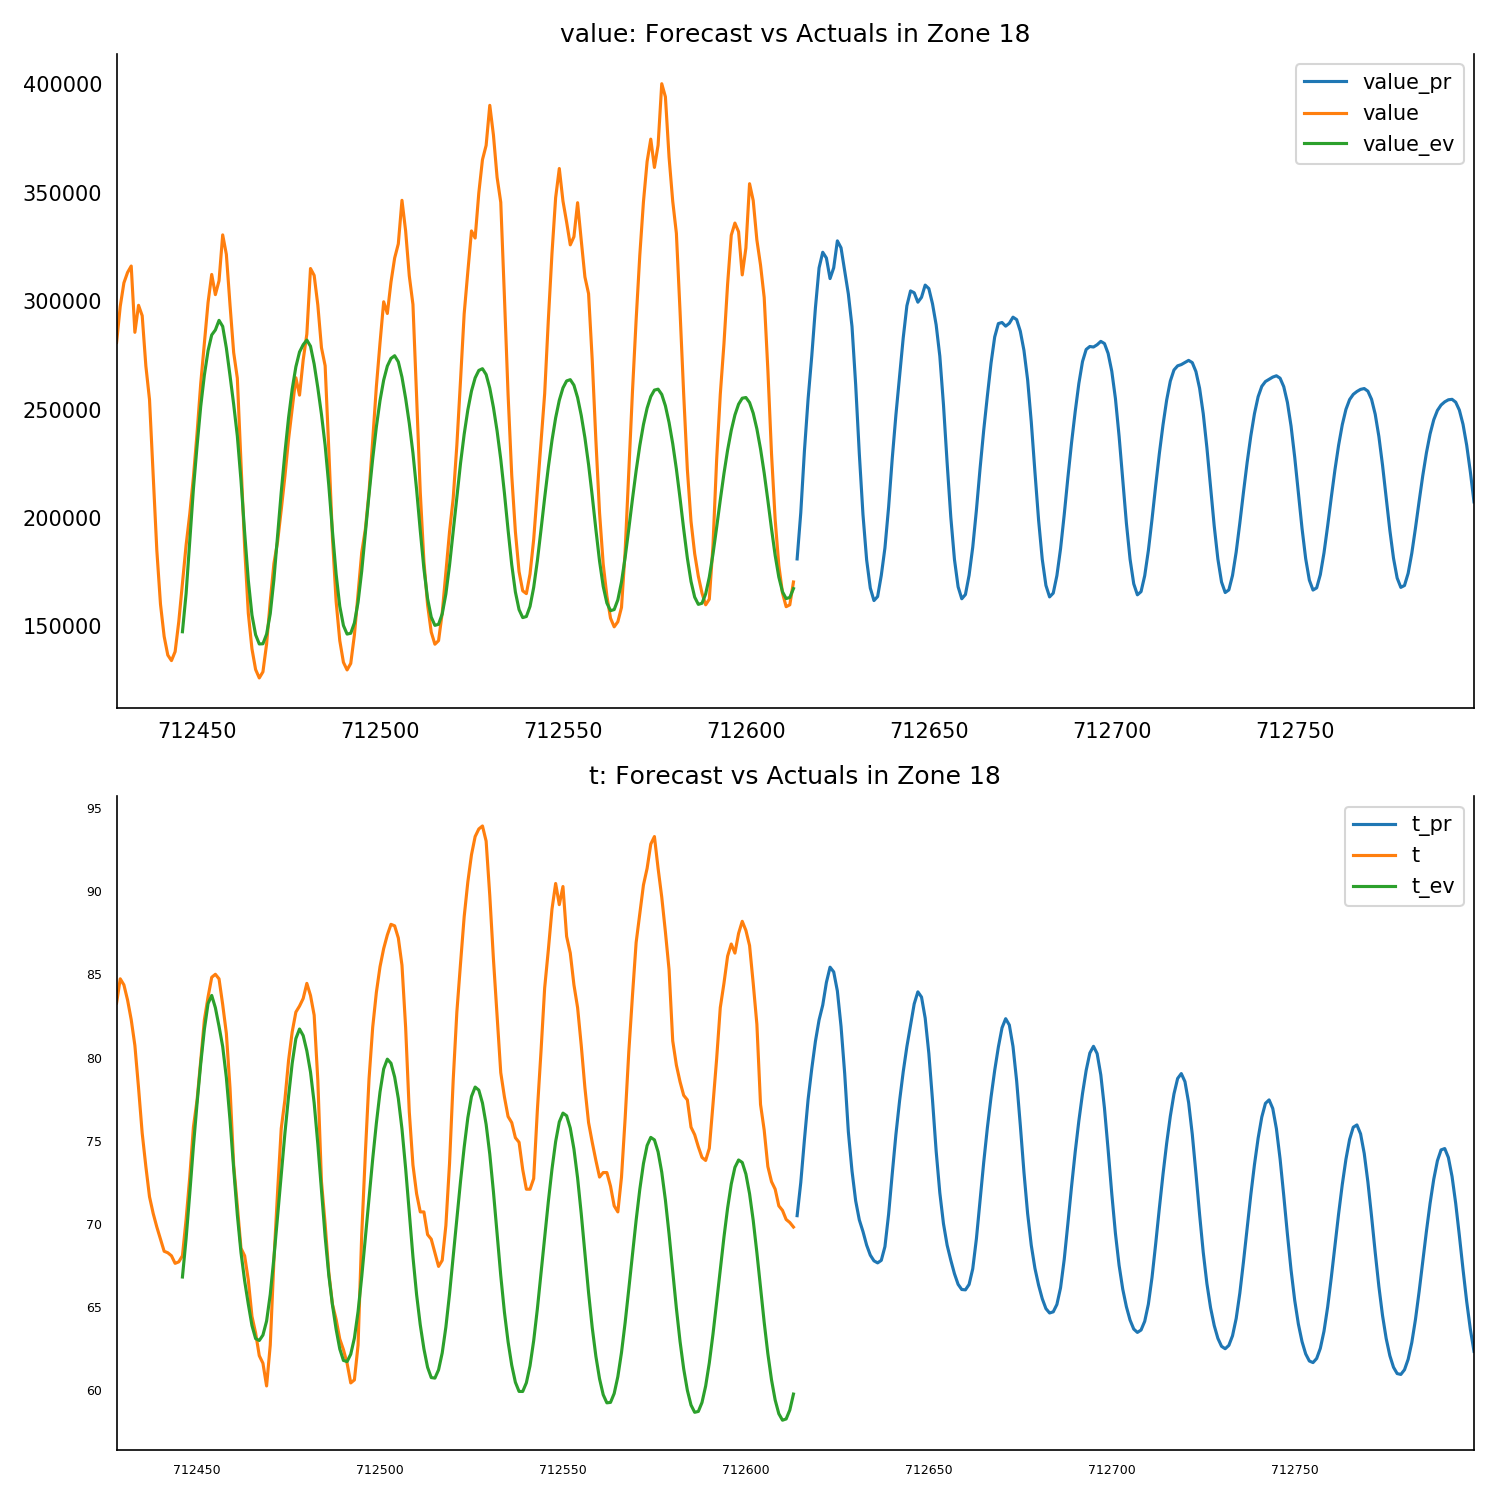 value: Forecast vs Actuals in Zone 18
400000
350000
300000
250000
200000
150000
value_pr
value
value_ev
712450 712500 712550 712600 712650 712700 712750
t: Forecast vs Actuals in Zone 18
95
90
85
80
75
70
65
60
t_pr
t
t_ev
712450 712500 712550 712600 712650 712700 712750